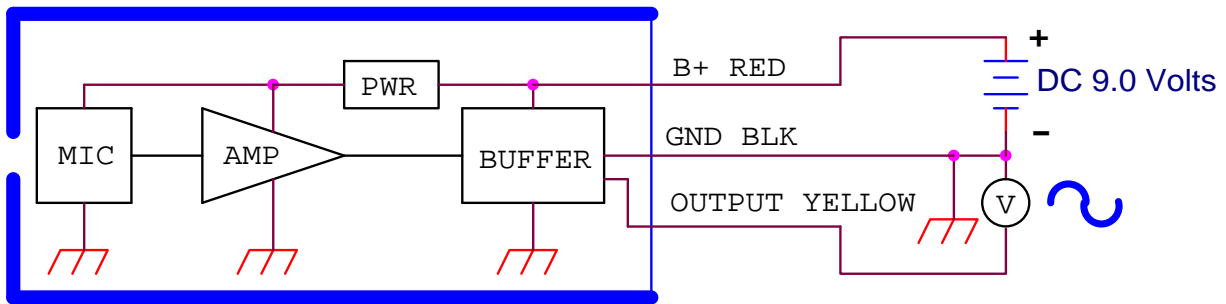 +
B+ RED
PWR
DC 9.0 Volts
GND BLK
−
MIC
AMP
BUFFER
OUTPUT YELLOW
V